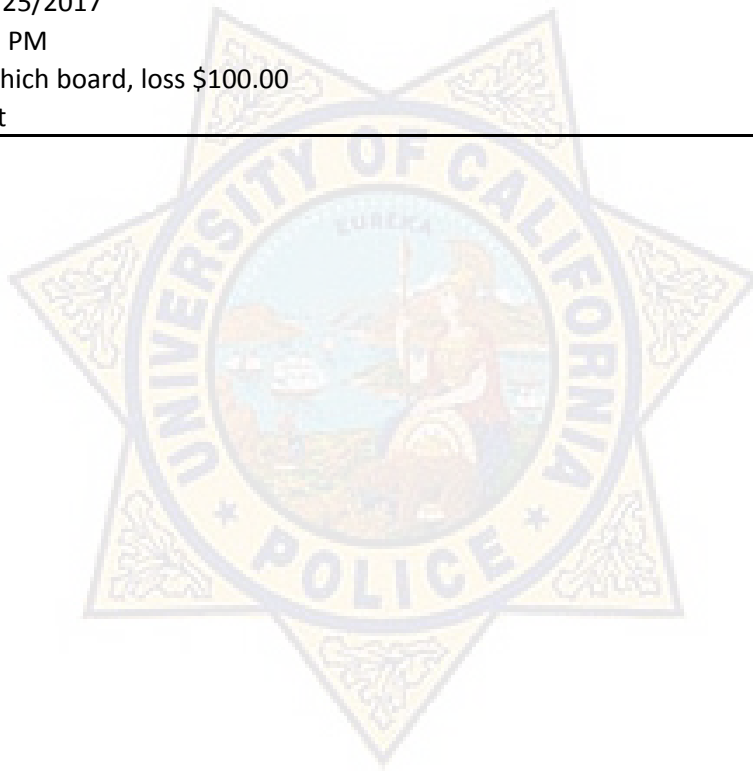 25/2017
PM
hich board, loss $100.00
t
UNIVERSITY OF CALIFORNIA
EUREKA
★ POLICE ★